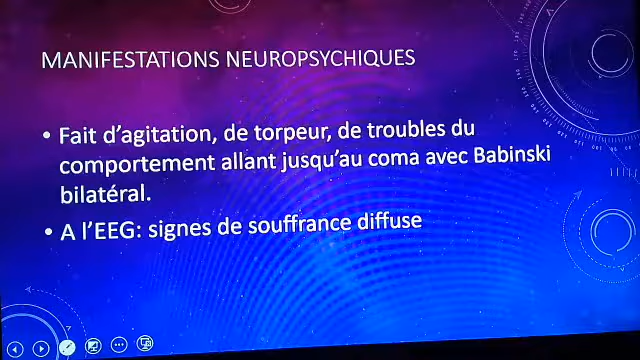 MANIFESTATIONS NEUROPSYCHIQUES
• Fait d'agitation, de torpeur, de troubles du
comportement allant jusqu'au coma avec Babinski
bilatéral.
• A l'EEG: signes de souffrance diffuse